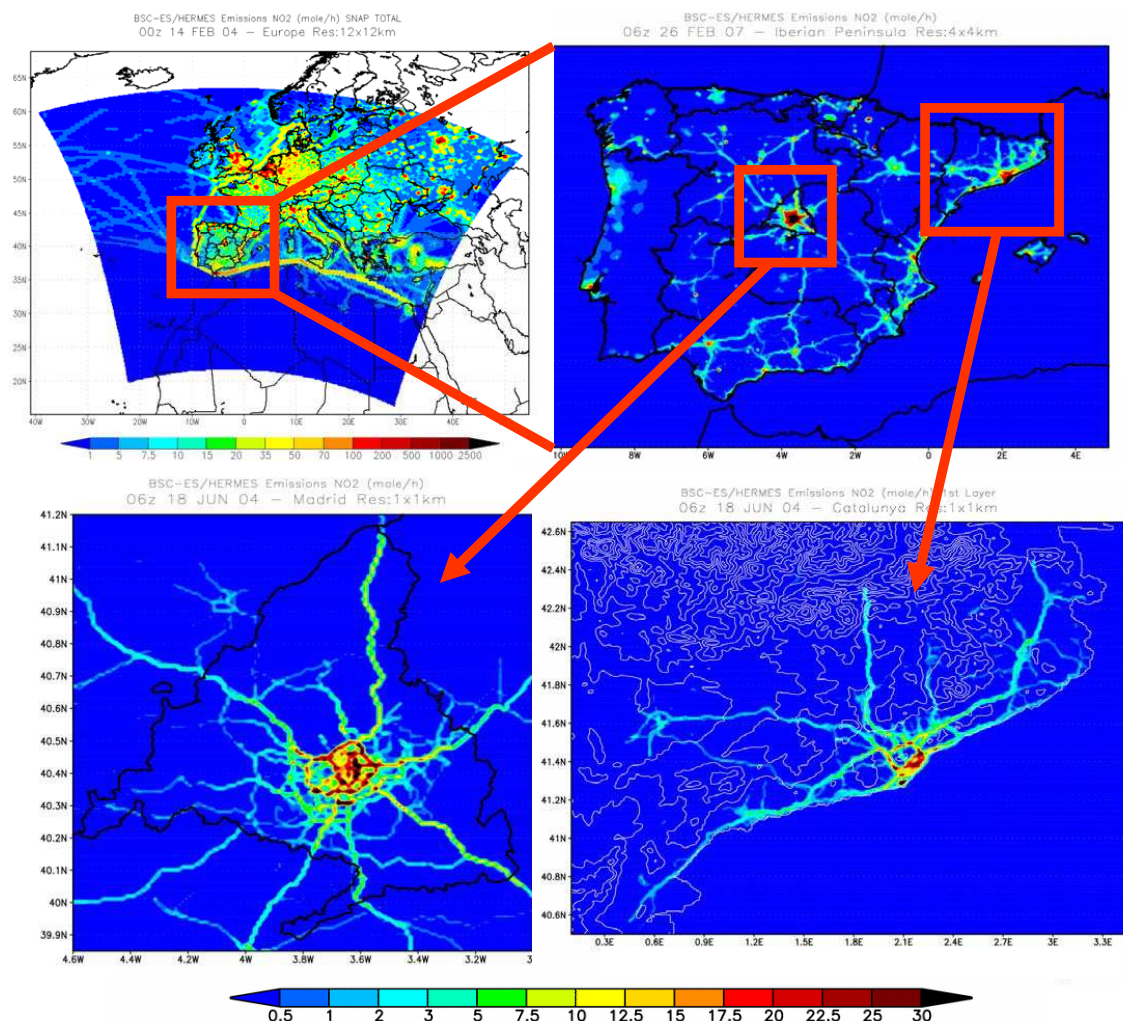 BSC-ES/HERMES Emissions NO2 (mole/h) SNAP TOTAL
00z 14 FEB 04 – Europe Res:12x12km
65N
60N
55N
50N
45N
40N
35N
30N
25N
20N
40W 30W 20W 10W 0 10E 20E 30E 40E 50E
1 5 7.5 10 15 20 35 50 70 100 200 500 1000 2500
BSC-ES/HERMES Emissions NO2 (mole/h)
06z 26 FEB 07 – Iberian Peninsula Res:4x4km
10W 8W 6W 4W 2W 0 2E 4E
BSC-ES/HERMES Emissions NO2 (mole/h)
06z 18 JUN 04 – Madrid Res:1x1km
41.2N
41.1N
41N
40.9N
40.8N
40.7N
40.6N
40.5N
40.4N
40.3N
40.2N
40.1N
40N
39.9N
4.6W 4.4W 4.2W 4W 3.8W 3.6W 3.4W 3.2W 3
BSC-ES/HERMES Emissions NO2 (mole/h) 1st Layer
06z 18 JUN 04 – Catalunya Res:1x1km
42.6N
42.4N
42.2N
42N
41.8N
41.6N
41.4N
41.2N
41N
40.8N
40.6N
0.3E 0.6E 0.9E 1.2E 1.5E 1.8E 2.1E 2.4E 2.7E 3E 3.3E
0.5 1 2 3 5 7.5 10 12.5 15 17.5 20 22.5 25 30